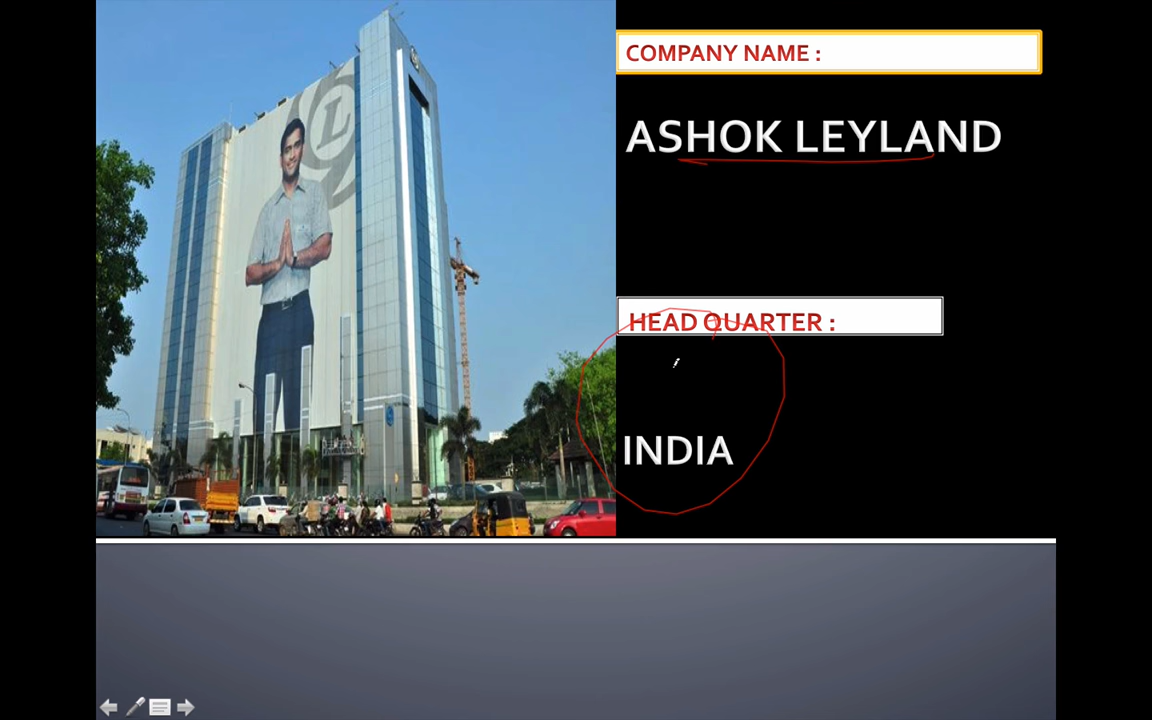 COMPANY NAME :
ASHOK LEYLAND
HEAD QUARTER :
INDIA
L